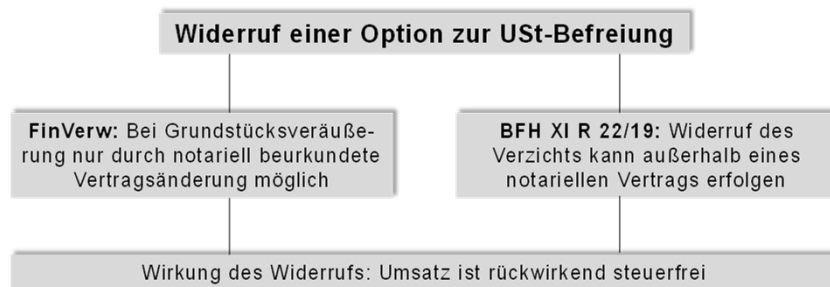 Widerruf einer Option zur USt-Befreiung
FinVerw: Bei Grundstücksveräuße-
rung nur durch notariell beurkundete
Vertragsänderung möglich
BFH XI R 22/19: Widerruf des
Verzichts kann außerhalb eines
notariellen Vertrags erfolgen
Wirkung des Widerrufs: Umsatz ist rückwirkend steuerfrei